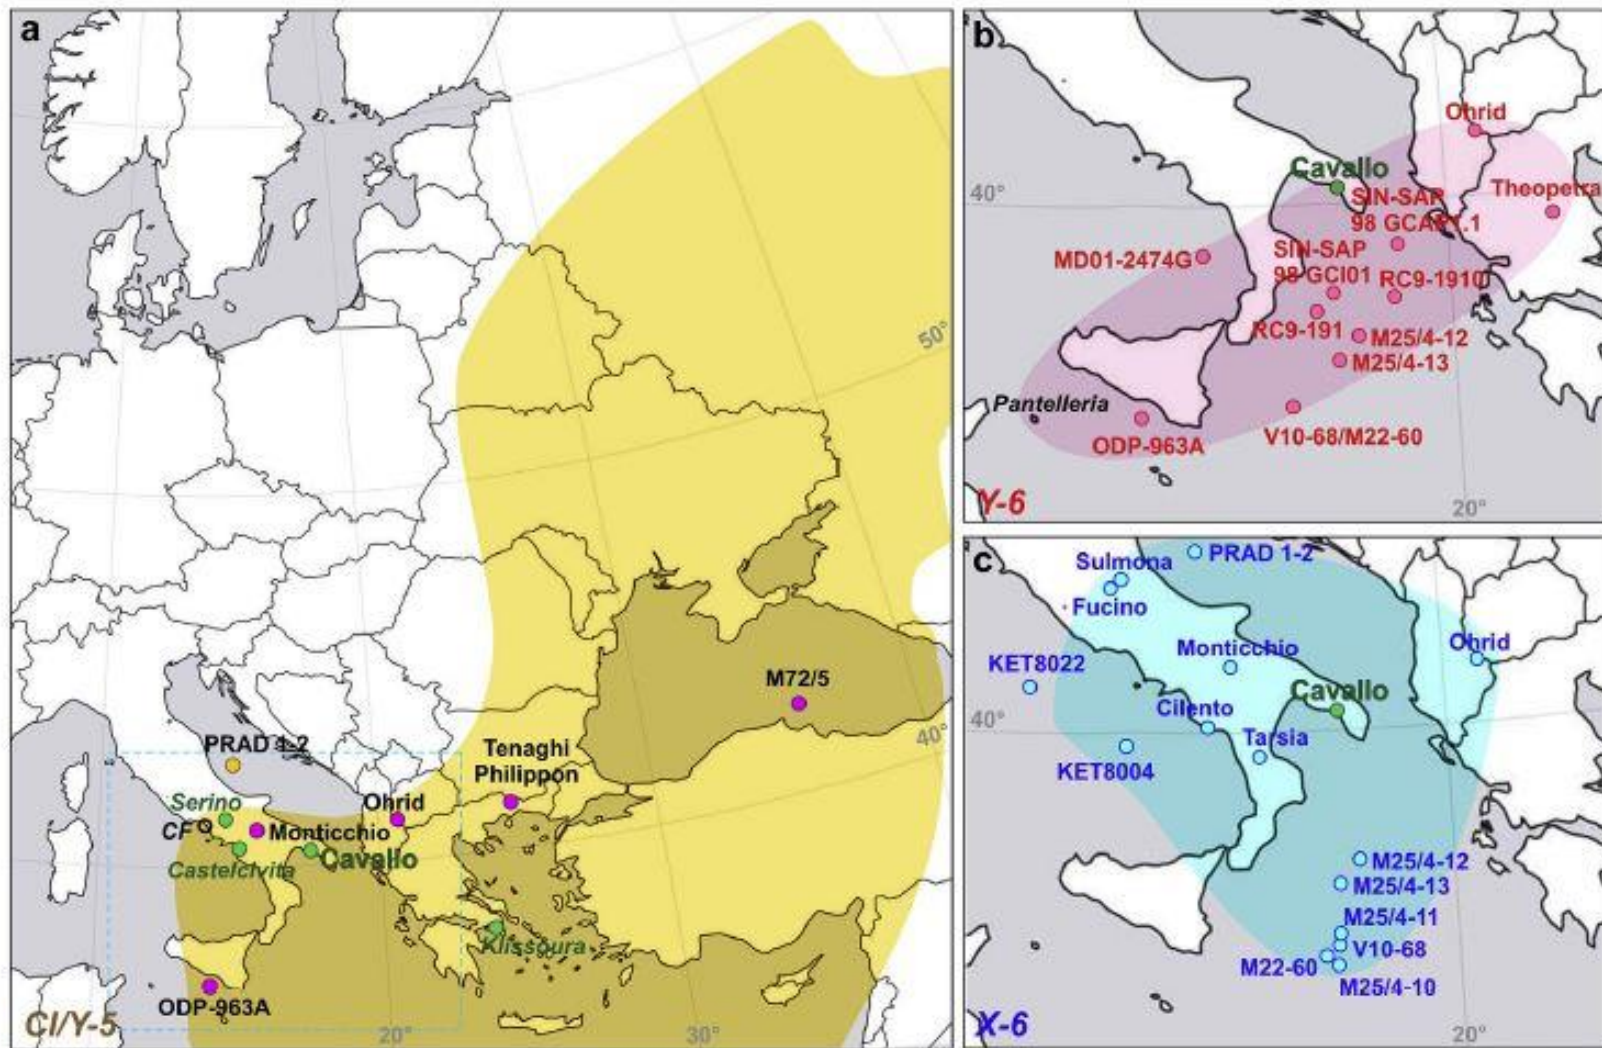 a
50°
M72/5
40°
PRAD 1-2
Tenaghi
Philippon
Serino
Ohrid
CF
Monticchio
Cavallo
Castelcivita
Klissoura
ODP-963A
CI/Y-5
20°
30°
b
Ohrid
Cavallo
40°
Theopetra
SIN-SAP
98 GCAPT.1
SIN-SAP
98-GCI01
MD01-2474G
RC9-1910
RC9-191
M25/4-12
M25/4-13
Pantelleria
ODP-963A
V10-68/M22-60
Y-6
20°
c
PRAD 1-2
Sulmona
Fucino
Monticchio
Ohrid
KET8022
Cavallo
40°
Cilento
Tarsia
KET8004
M25/4-12
M25/4-13
M25/4-11
V10-68
M22-60
M25/4-10
X-6
20°